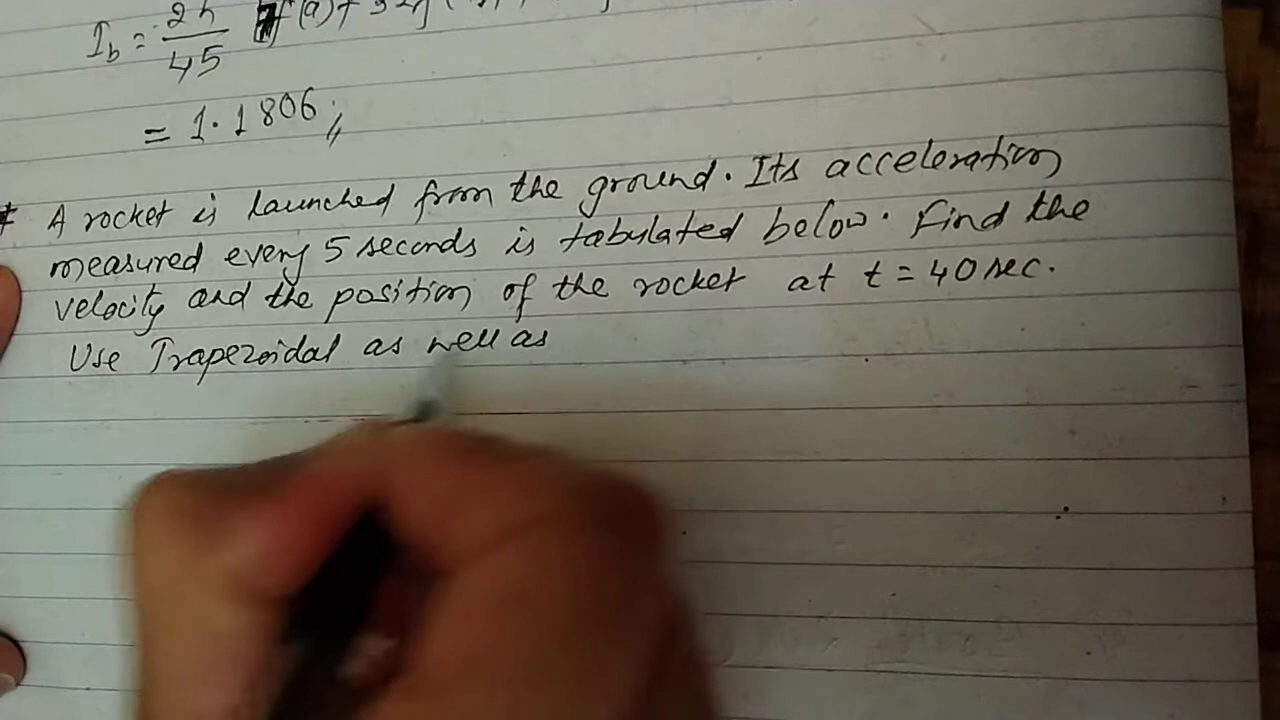 I_b = 2h/45
= 1.1806 //
A rocket is launched from the ground. Its acceleration
measured every 5 seconds is tabulated below. Find the
velocity and the position of the rocket at t = 40 sec.
Use Trapezoidal as well as